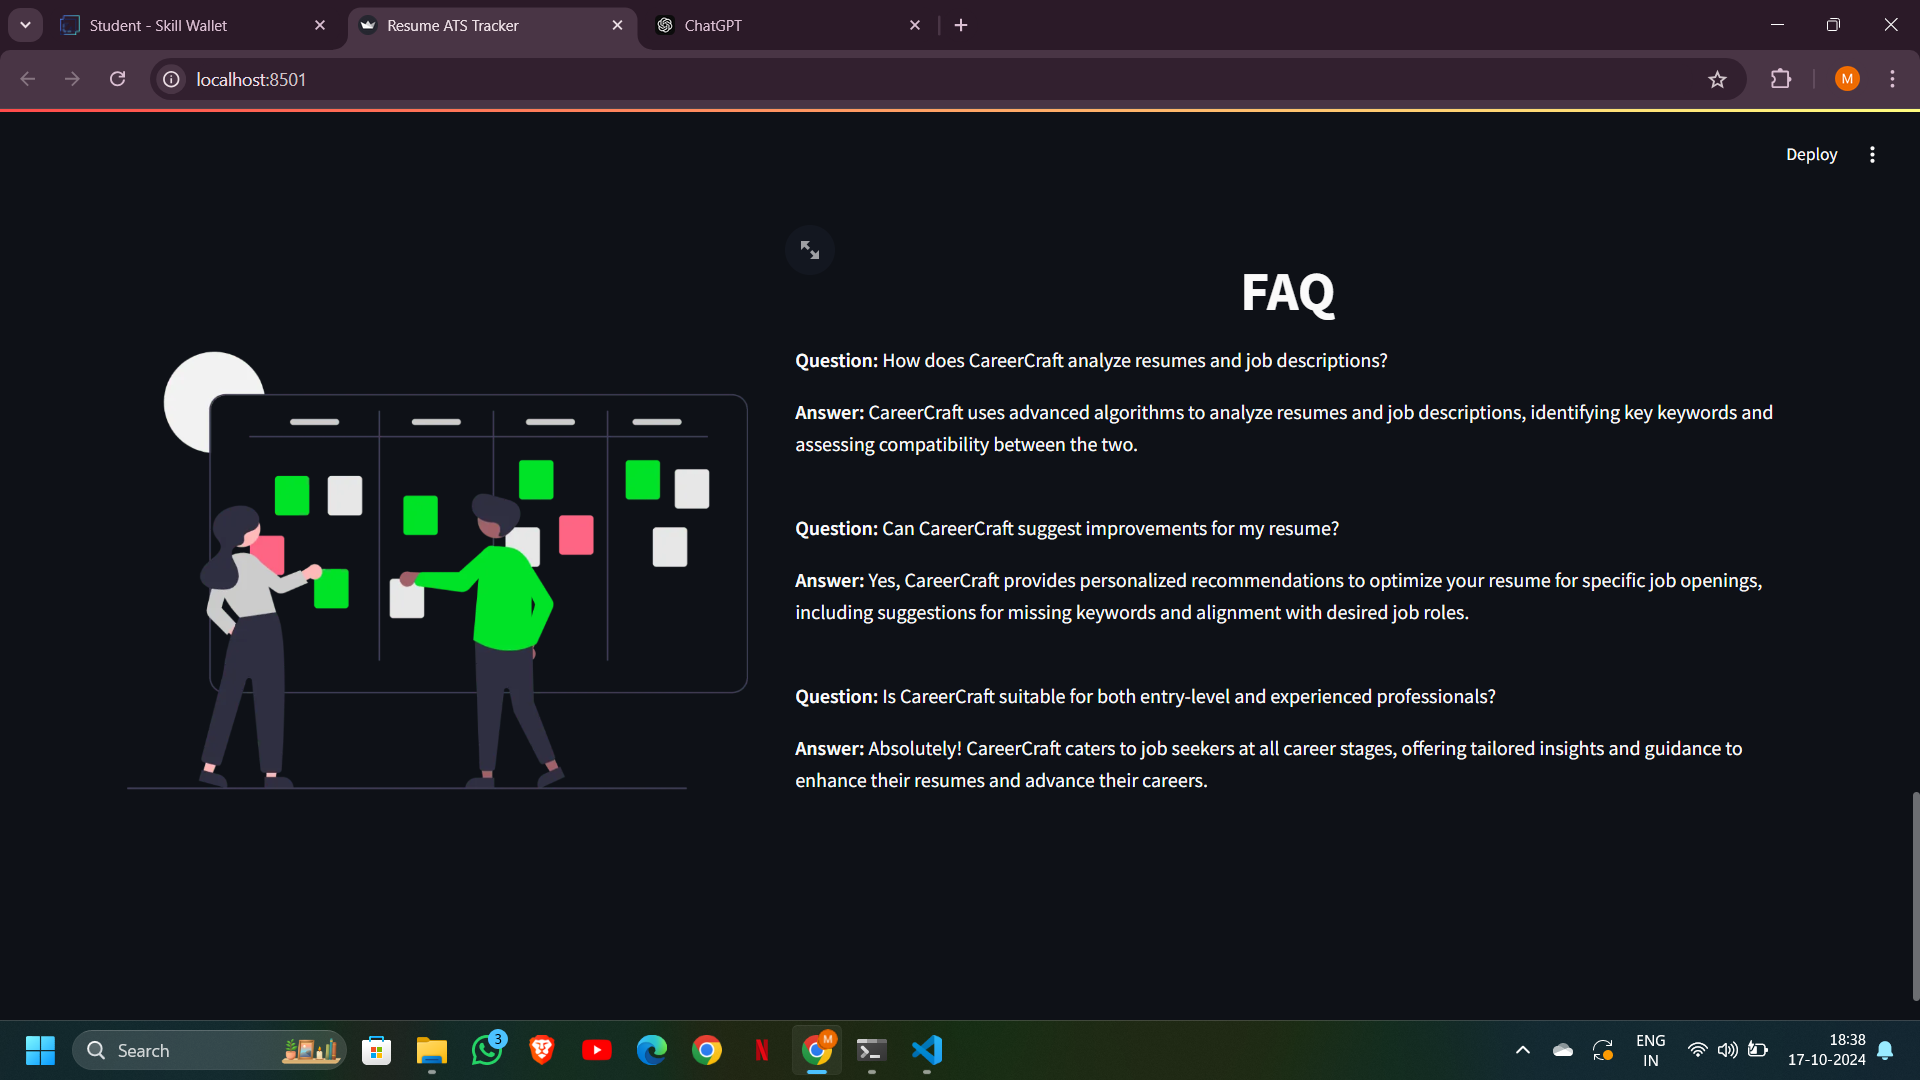 Student - Skill Wallet
Resume ATS Tracker
ChatGPT
localhost:8501
M
Deploy
FAQ
Question: How does CareerCraft analyze resumes and job descriptions?
Answer: CareerCraft uses advanced algorithms to analyze resumes and job descriptions, identifying key keywords and
assessing compatibility between the two.
Question: Can CareerCraft suggest improvements for my resume?
Answer: Yes, CareerCraft provides personalized recommendations to optimize your resume for specific job openings,
including suggestions for missing keywords and alignment with desired job roles.
Question: Is CareerCraft suitable for both entry-level and experienced professionals?
Answer: Absolutely! CareerCraft caters to job seekers at all career stages, offering tailored insights and guidance to
enhance their resumes and advance their careers.
Search
3
N
M
ENG
IN
18:38
17-10-2024